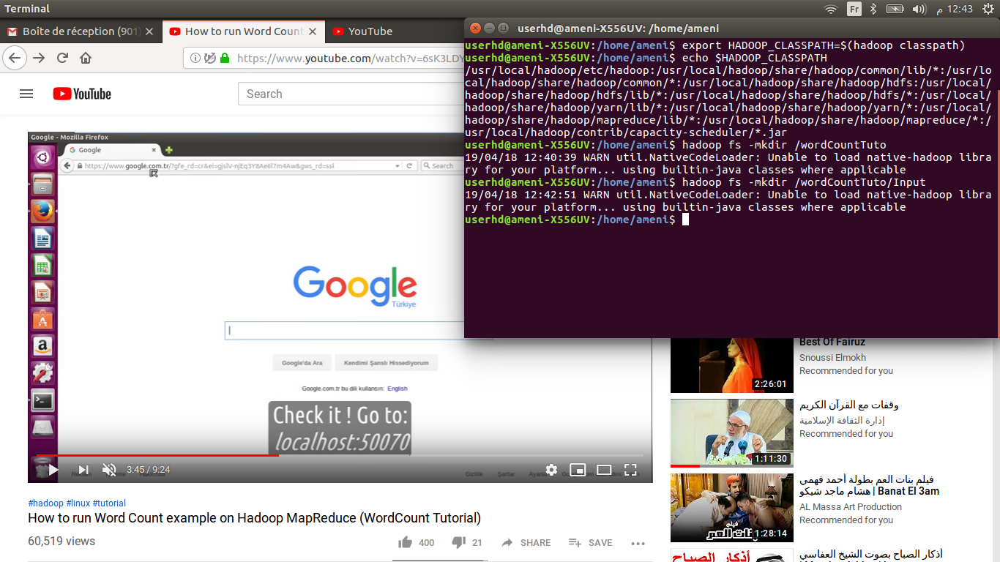 Terminal
Fr
م 12:43
Boîte de réception (901)
How to run Word Count
YouTube
https://www.youtube.com/watch?v=6sK3LDY
YouTube
Search
userhd@ameni-X556UV: /home/ameni
userhd@ameni-X556UV:/home/ameni$ export HADOOP_CLASSPATH=$(hadoop classpath)
userhd@ameni-X556UV:/home/ameni$ echo $HADOOP_CLASSPATH
/usr/local/hadoop/etc/hadoop:/usr/local/hadoop/share/hadoop/common/lib/*:/usr/lo
cal/hadoop/share/hadoop/common/*:/usr/local/hadoop/share/hadoop/hdfs:/usr/local/
hadoop/share/hadoop/hdfs/lib/*:/usr/local/hadoop/share/hadoop/hdfs/*:/usr/local/
hadoop/share/hadoop/yarn/lib/*:/usr/local/hadoop/share/hadoop/yarn/*:/usr/local/
hadoop/share/hadoop/mapreduce/lib/*:/usr/local/hadoop/share/hadoop/mapreduce/*:/
usr/local/hadoop/contrib/capacity-scheduler/*.jar
userhd@ameni-X556UV:/home/ameni$ hadoop fs -mkdir /wordCountTuto
19/04/18 12:40:39 WARN util.NativeCodeLoader: Unable to load native-hadoop libra
ry for your platform... using builtin-java classes where applicable
userhd@ameni-X556UV:/home/ameni$ hadoop fs -mkdir /wordCountTuto/Input
19/04/18 12:42:51 WARN util.NativeCodeLoader: Unable to load native-hadoop libra
ry for your platform... using builtin-java classes where applicable
userhd@ameni-X556UV:/home/ameni$
Google - Mozilla Firefox
Google
https://www.google.com.tr/?gfe_rd=cr&ei=
Search
Google
Türkiye
Google'da Ara
Kendimi Şanslı Hissediyorum
Google.com.tr bu dili kullansın: English
Check it ! Go to:
localhost:50070
3:45 / 9:24
Gizlilik
Şartlar
#hadoop #linux #tutorial
How to run Word Count example on Hadoop MapReduce (WordCount Tutorial)
60,519 views
400
21
SHARE
SAVE
Best Of Fairuz
Snoussi Elmokh
Recommended for you
2:26:01
وقفات مع القرآن الكريم
إدارة الثقافة الإسلامية
Recommended for you
1:11:30
فيلم بنات العم بطولة أحمد فهمي
هشام ماجد شيكو | Banat El 3am
AL Massa Art Production
Recommended for you
فيلم
بنات العم
1:28:14
أذكار الصباح بصوت الشيخ العفاسي
أذكار الصباح